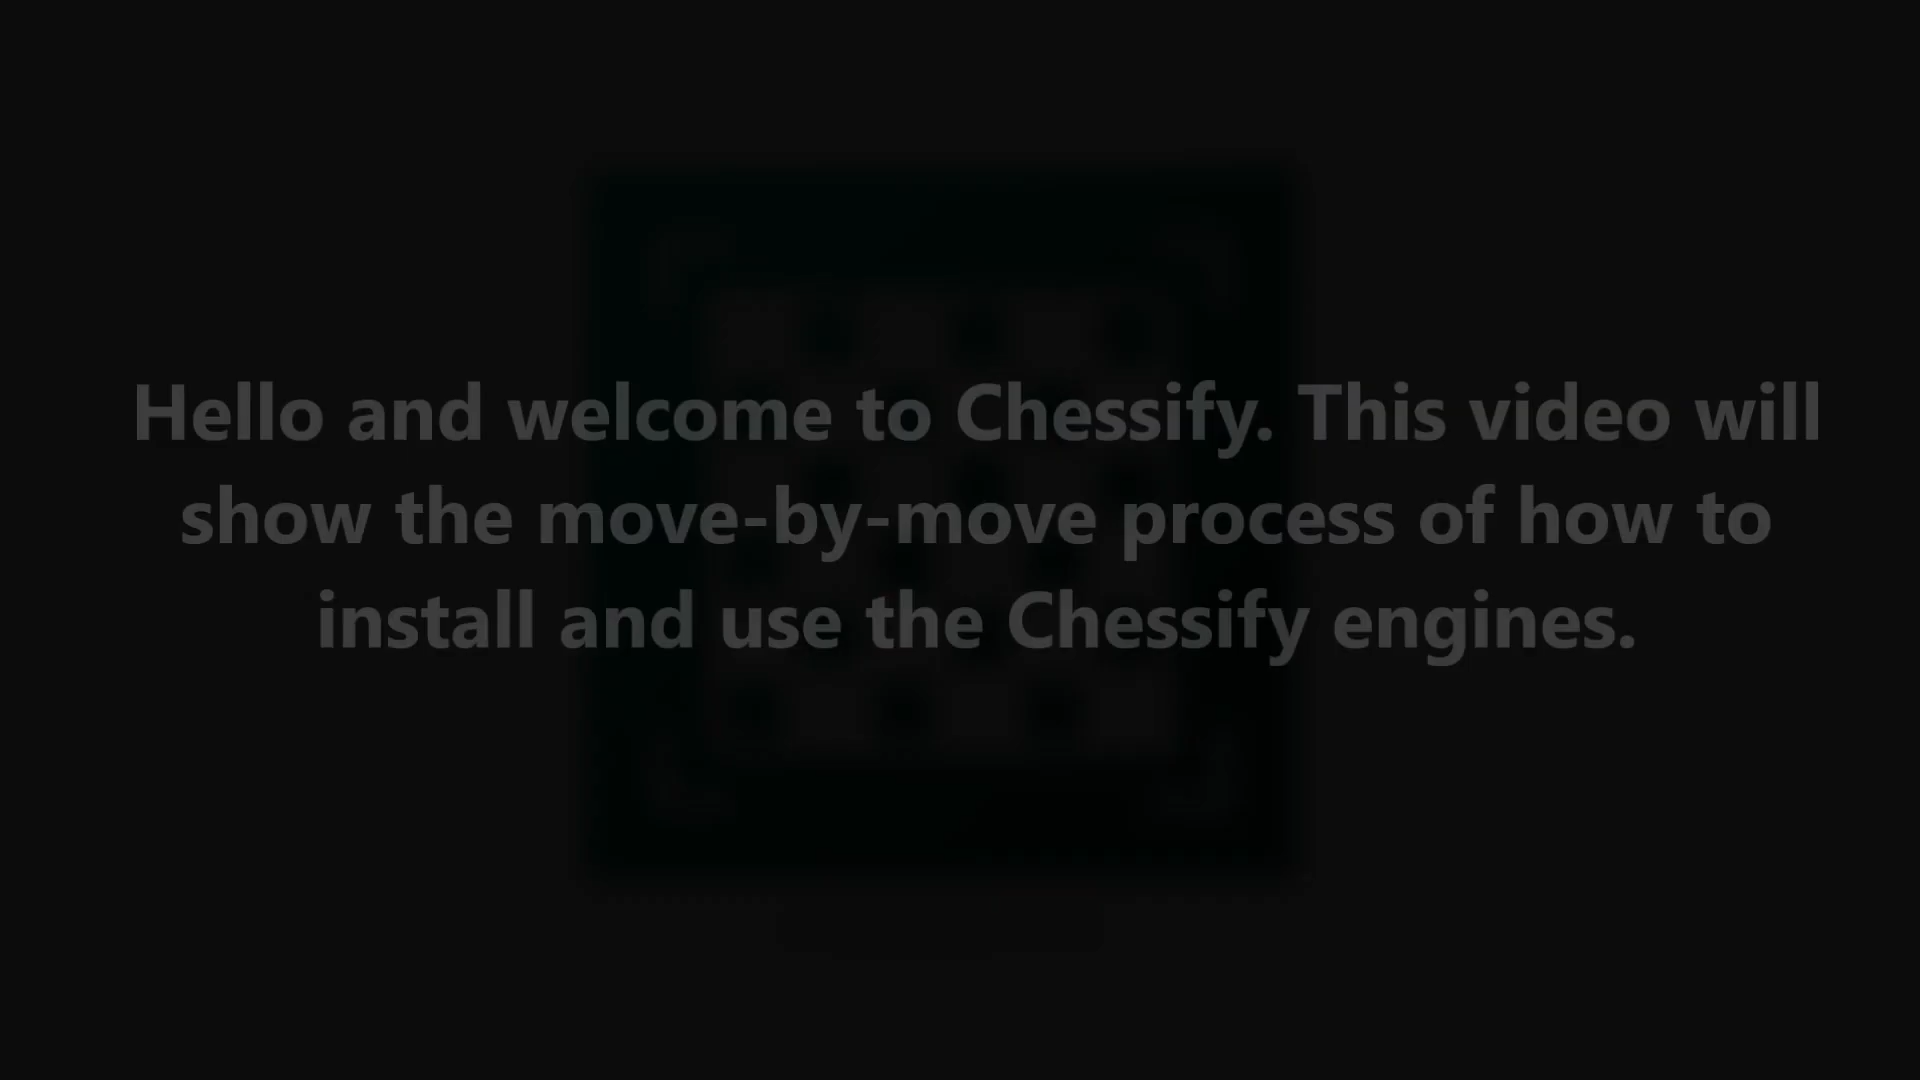 Hello and welcome to Chessify. This video will
show the move-by-move process of how to
install and use the Chessify engines.